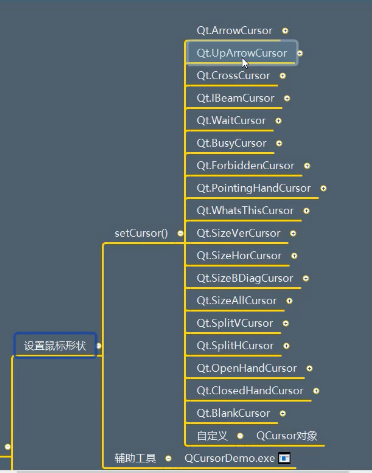 Qt.ArrowCursor
Qt.UpArrowCursor
Qt.CrossCursor
Qt.IBeamCursor
Qt.WaitCursor
Qt.BusyCursor
Qt.ForbiddenCursor
Qt.PointingHandCursor
Qt.WhatsThisCursor
setCursor() Qt.SizeVerCursor
Qt.SizeHorCursor
Qt.SizeBDiagCursor
Qt.SizeAllCursor
Qt.SplitVCursor
设置鼠标形状 Qt.SplitHCursor
Qt.OpenHandCursor
Qt.ClosedHandCursor
Qt.BlankCursor
自定义 QCursor对象
辅助工具 QCursorDemo.exe